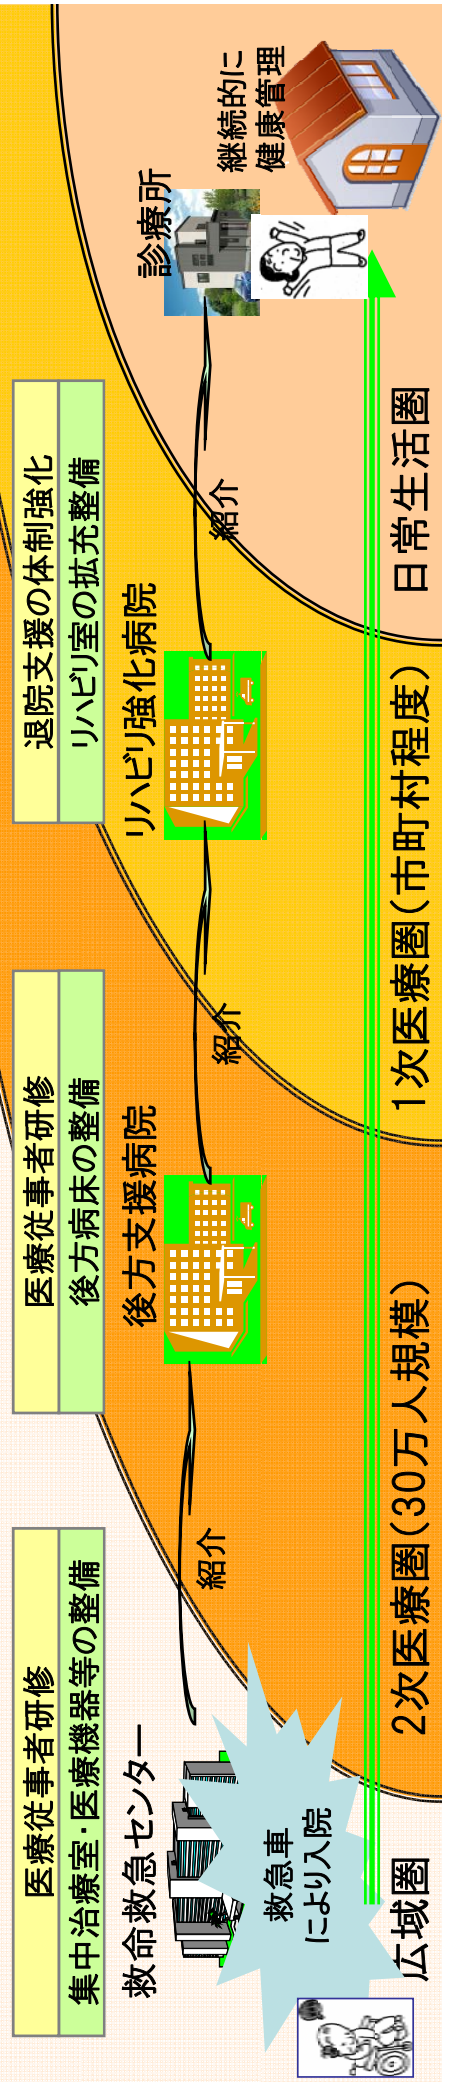 医療従事者研修
集中治療室・医療機器等の整備
医療従事者研修
後方病床の整備
退院支援の体制強化
リハビリ室の拡充整備
救命救急センター
後方支援病院
リハビリ強化病院
診療所
紹介
紹介
紹介
継続的に
健康管理
救急車
により入院
広域圏
2次医療圏(30万人規模)
1次医療圏(市町村程度)
日常生活圏